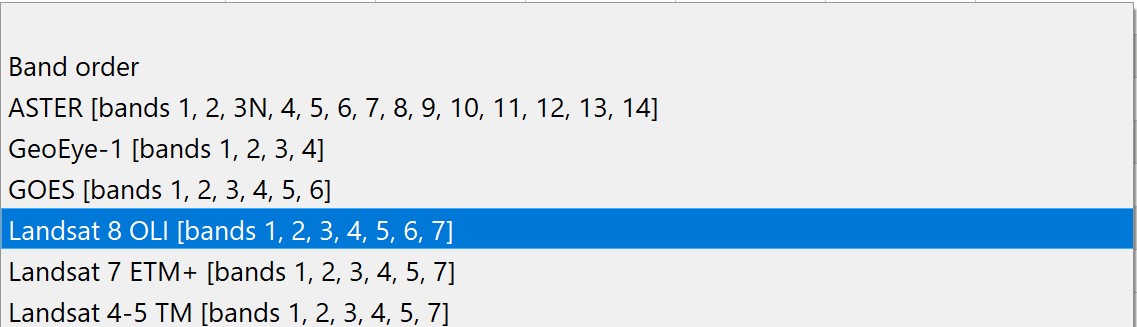 Band order
ASTER [bands 1, 2, 3N, 4, 5, 6, 7, 8, 9, 10, 11, 12, 13, 14]
GeoEye-1 [bands 1, 2, 3, 4]
GOES [bands 1, 2, 3, 4, 5, 6]
Landsat 8 OLI [bands 1, 2, 3, 4, 5, 6, 7]
Landsat 7 ETM+ [bands 1, 2, 3, 4, 5, 7]
Landsat 4-5 TM [bands 1, 2, 3, 4, 5, 7]